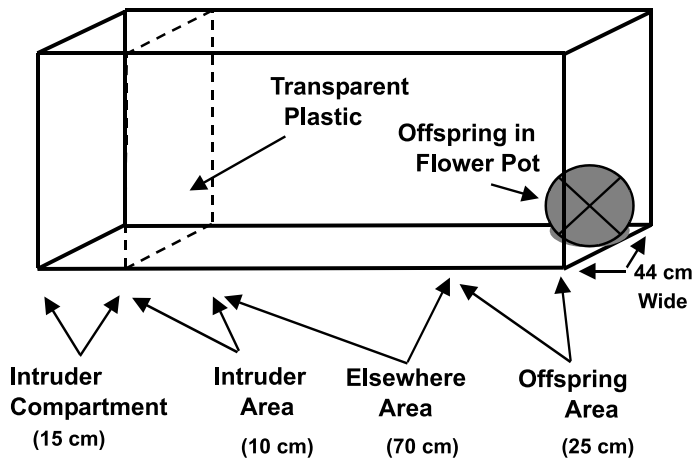 Transparent
Plastic
Offspring in
Flower Pot
44 cm
Wide
Intruder
Compartment
(15 cm)
Intruder
Area
(10 cm)
Elsewhere
Area
(70 cm)
Offspring
Area
(25 cm)